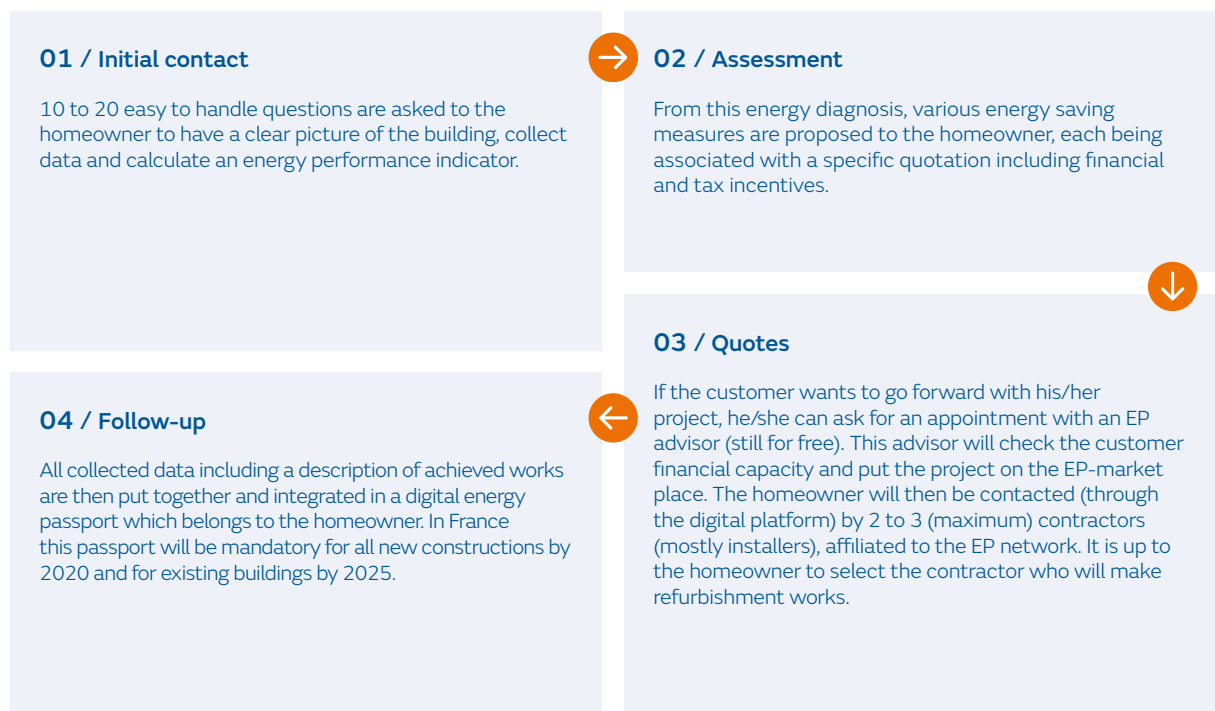 01 / Initial contact
10 to 20 easy to handle questions are asked to the
homeowner to have a clear picture of the building, collect
data and calculate an energy performance indicator.
02 / Assessment
From this energy diagnosis, various energy saving
measures are proposed to the homeowner, each being
associated with a specific quotation including financial
and tax incentives.
03 / Quotes
If the customer wants to go forward with his/her
project, he/she can ask for an appointment with an EP
advisor (still for free). This advisor will check the customer
financial capacity and put the project on the EP-market
place. The homeowner will then be contacted (through
the digital platform) by 2 to 3 (maximum) contractors
(mostly installers), affiliated to the EP network. It is up to
the homeowner to select the contractor who will make
refurbishment works.
04 / Follow-up
All collected data including a description of achieved works
are then put together and integrated in a digital energy
passport which belongs to the homeowner. In France
this passport will be mandatory for all new constructions by
2020 and for existing buildings by 2025.